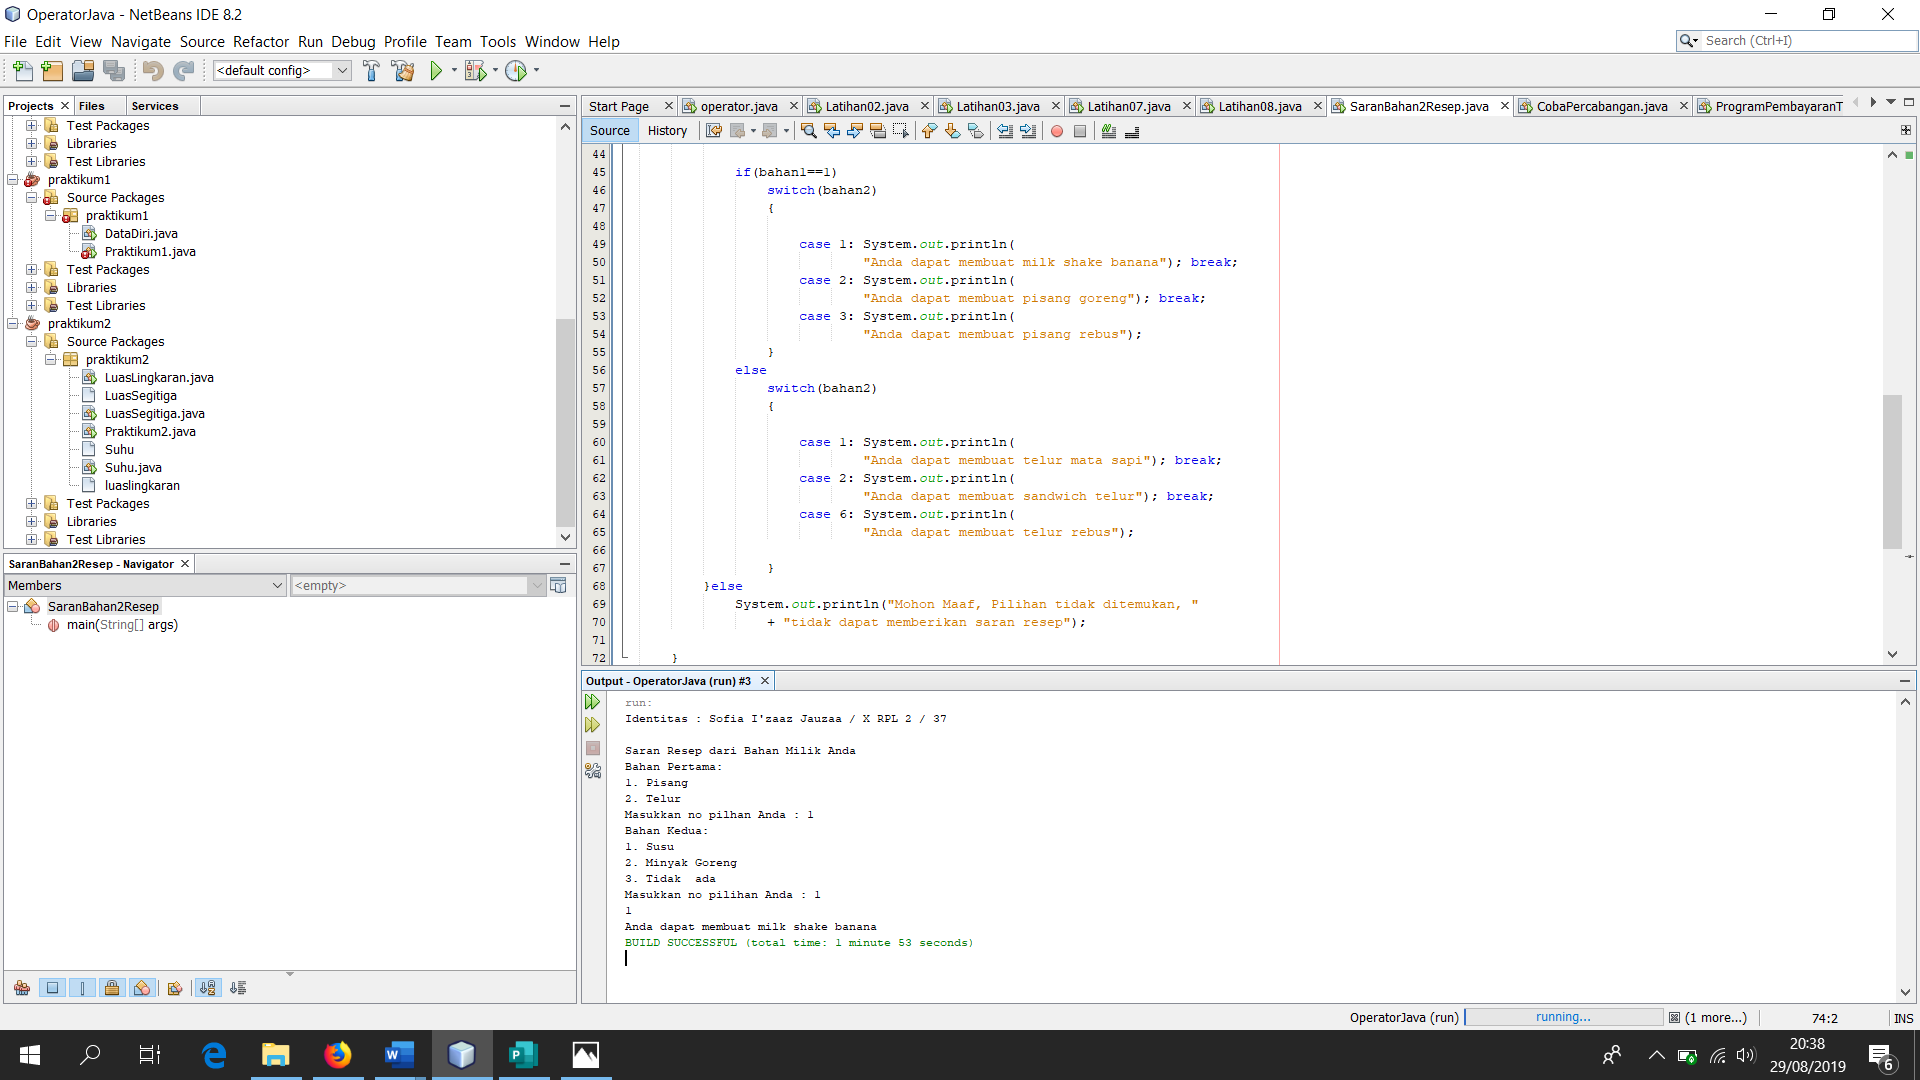 OperatorJava - NetBeans IDE 8.2
File Edit View Navigate Source Refactor Run Debug Profile Team Tools Window Help
Search (Ctrl+I)
<default config>
Projects Files Services
Test Packages
Libraries
Test Libraries
praktikum1
Source Packages
praktikum1
DataDiri.java
Praktikum1.java
Test Packages
Libraries
Test Libraries
praktikum2
Source Packages
praktikum2
LuasLingkaran.java
LuasSegitiga
LuasSegitiga.java
Praktikum2.java
Suhu
Suhu.java
luaslingkaran
Test Packages
Libraries
Test Libraries
SaranBahan2Resep - Navigator
Members <empty>
SaranBahan2Resep
main(String[] args)
Start Page operator.java Latihan02.java Latihan03.java Latihan07.java Latihan08.java SaranBahan2Resep.java CobaPercabangan.java ProgramPembayaranT
Source History
44
45 if(bahan1==1)
46 switch(bahan2)
47 {
48
49 case 1: System.out.println(
50 "Anda dapat membuat milk shake banana"); break;
51 case 2: System.out.println(
52 "Anda dapat membuat pisang goreng"); break;
53 case 3: System.out.println(
54 "Anda dapat membuat pisang rebus");
55 }
56 else
57 switch(bahan2)
58 {
59
60 case 1: System.out.println(
61 "Anda dapat membuat telur mata sapi"); break;
62 case 2: System.out.println(
63 "Anda dapat membuat sandwich telur"); break;
64 case 6: System.out.println(
65 "Anda dapat membuat telur rebus");
66
67 }
68 }else
69 System.out.println("Mohon Maaf, Pilihan tidak ditemukan, "
70 + "tidak dapat memberikan saran resep");
71
72 }
Output - OperatorJava (run) #3
run:
Identitas : Sofia I'zaaz Jauzaa / X RPL 2 / 37
Saran Resep dari Bahan Milik Anda
Bahan Pertama:
1. Pisang
2. Telur
Masukkan no pilhan Anda : 1
Bahan Kedua:
1. Susu
2. Minyak Goreng
3. Tidak  ada
Masukkan no pilihan Anda : 1
1
Anda dapat membuat milk shake banana
BUILD SUCCESSFUL (total time: 1 minute 53 seconds)
OperatorJava (run) running... (1 more...) 74:2 INS
20:38
29/08/2019
6